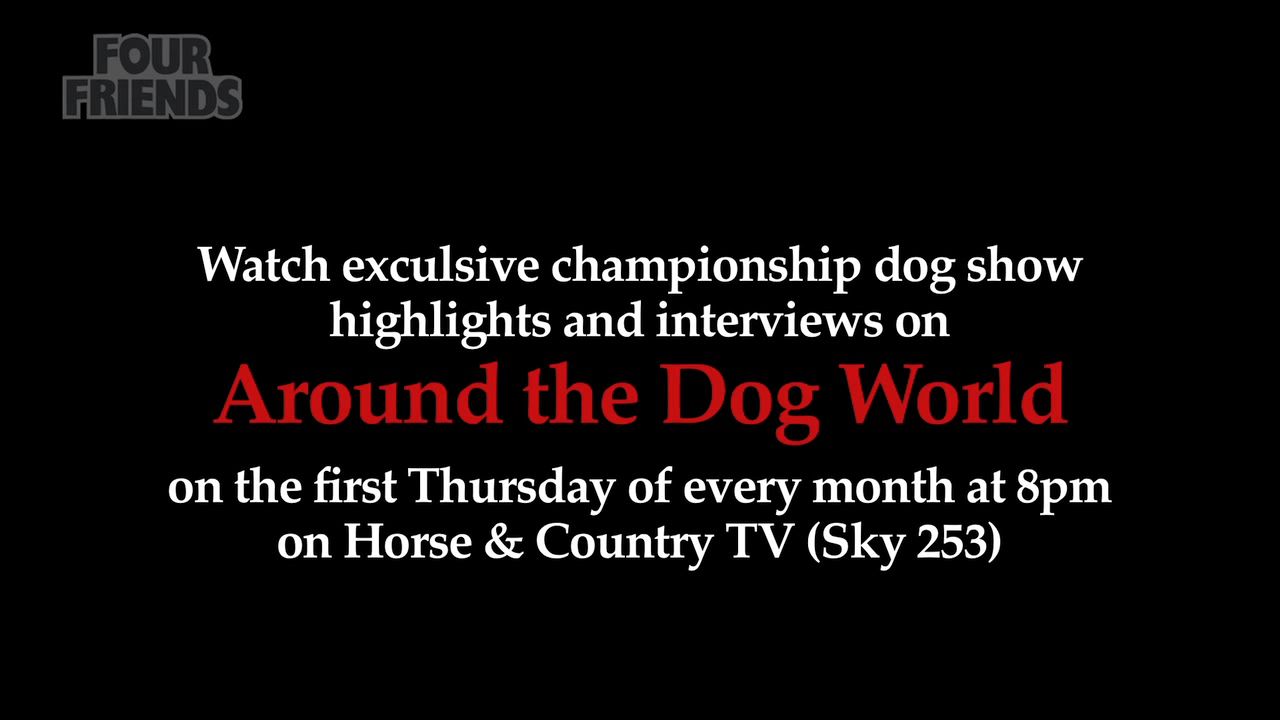 FOUR
FRIENDS
Watch exculsive championship dog show
highlights and interviews on
Around the Dog World
on the first Thursday of every month at 8pm
on Horse & Country TV (Sky 253)